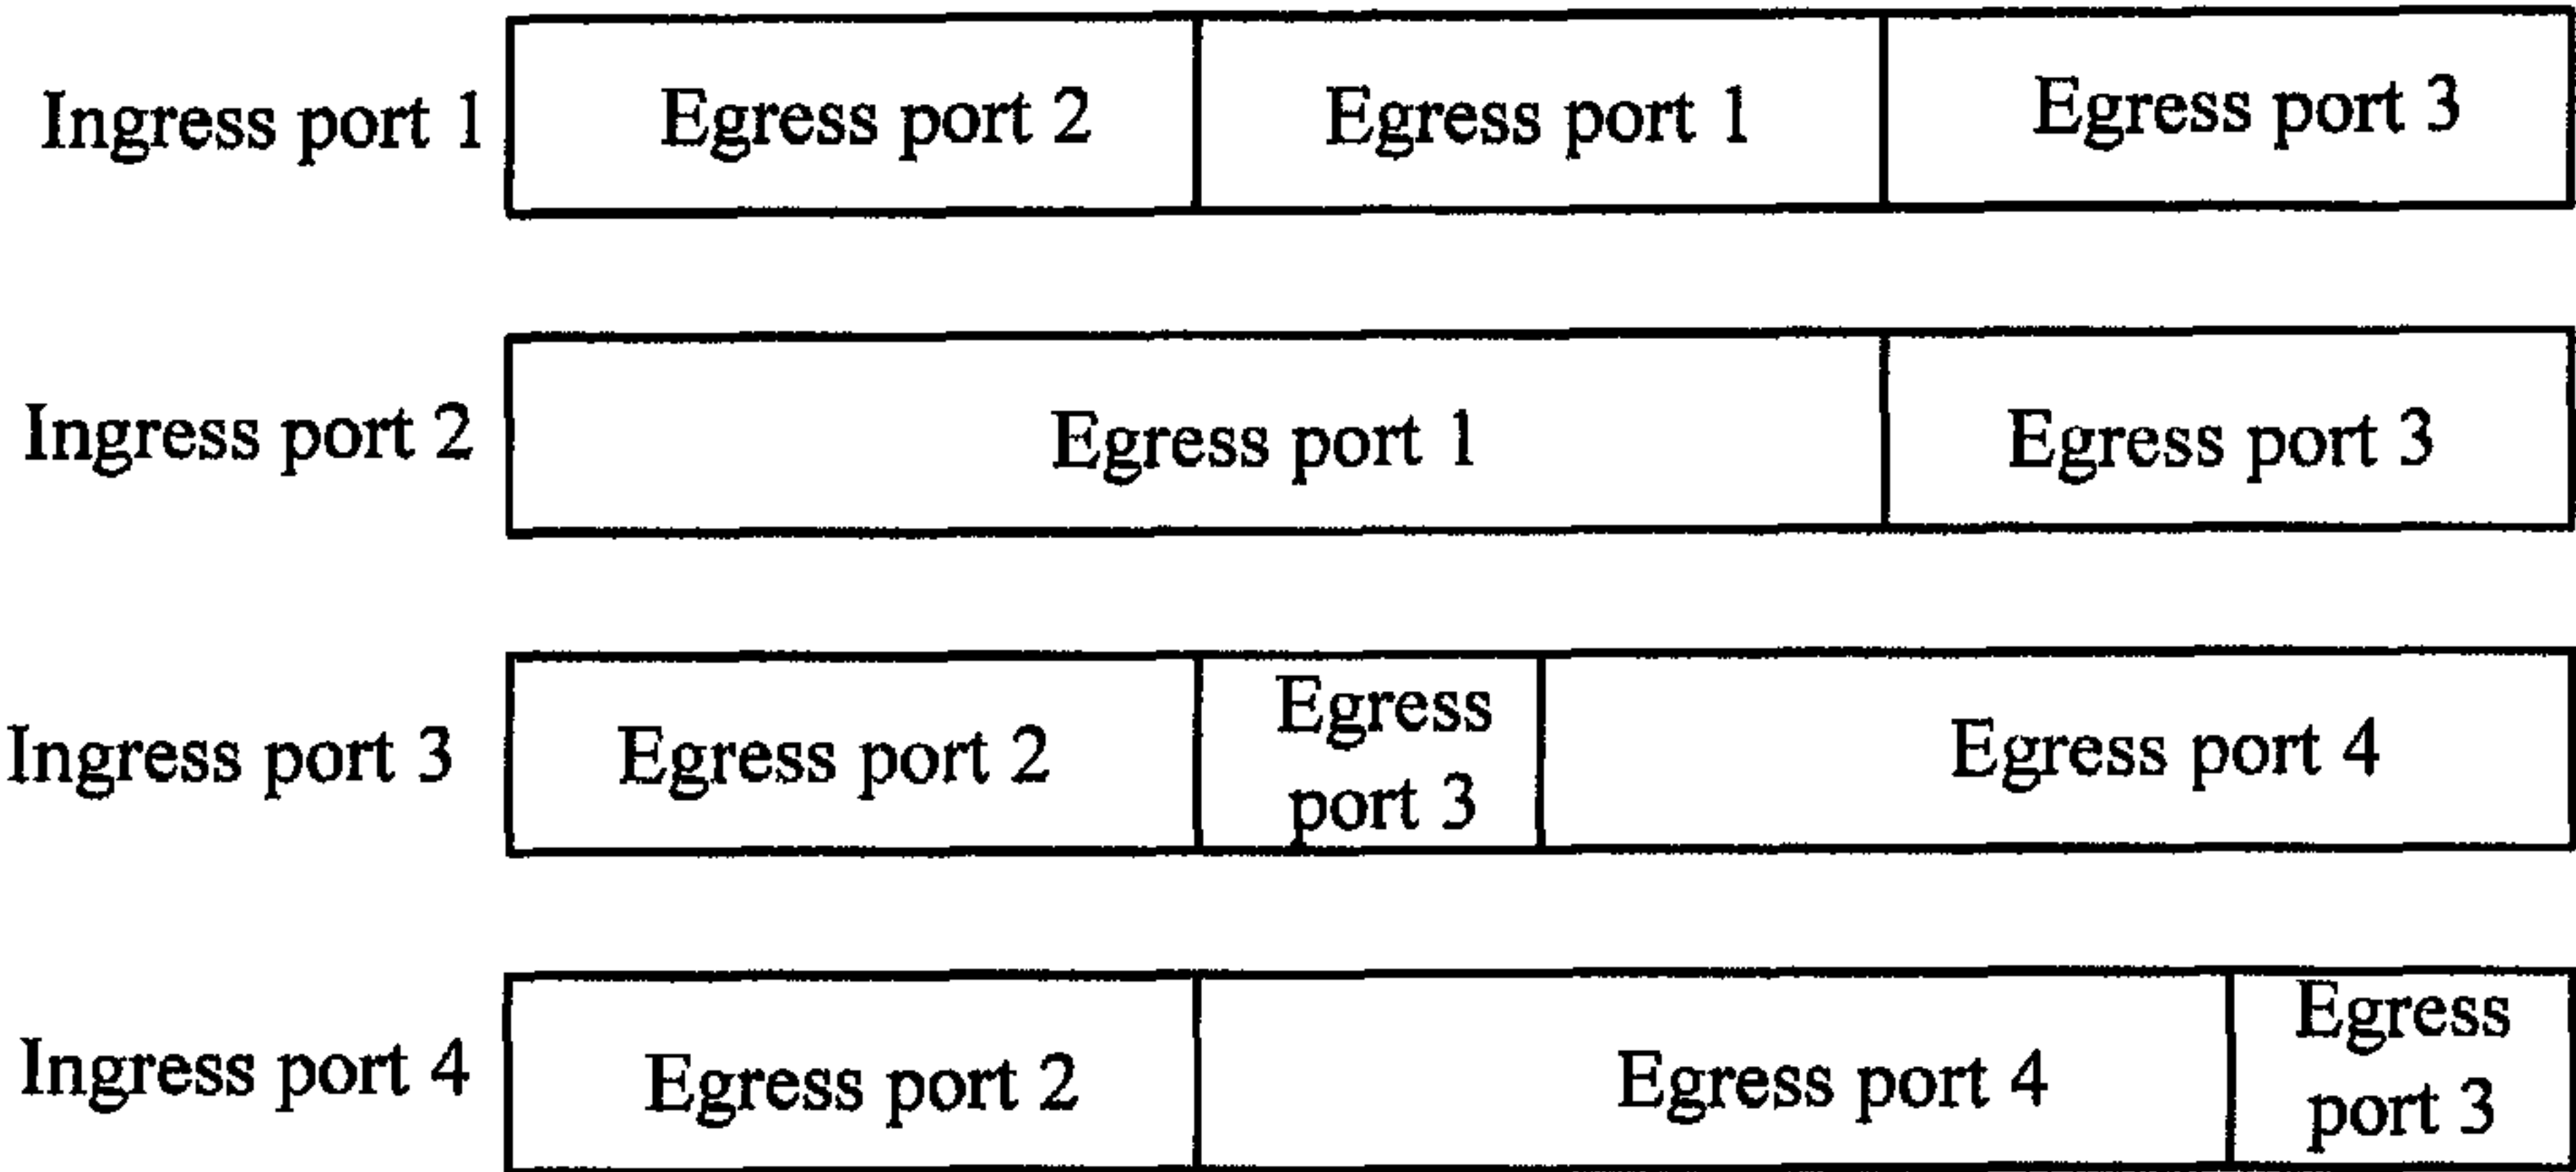 Ingress port 1 Egress port 2 Egress port 1 Egress port 3
Ingress port 2 Egress port 1 Egress port 3
Ingress port 3 Egress port 2 Egress port 3 Egress port 4
Ingress port 4 Egress port 2 Egress port 4 Egress port 3